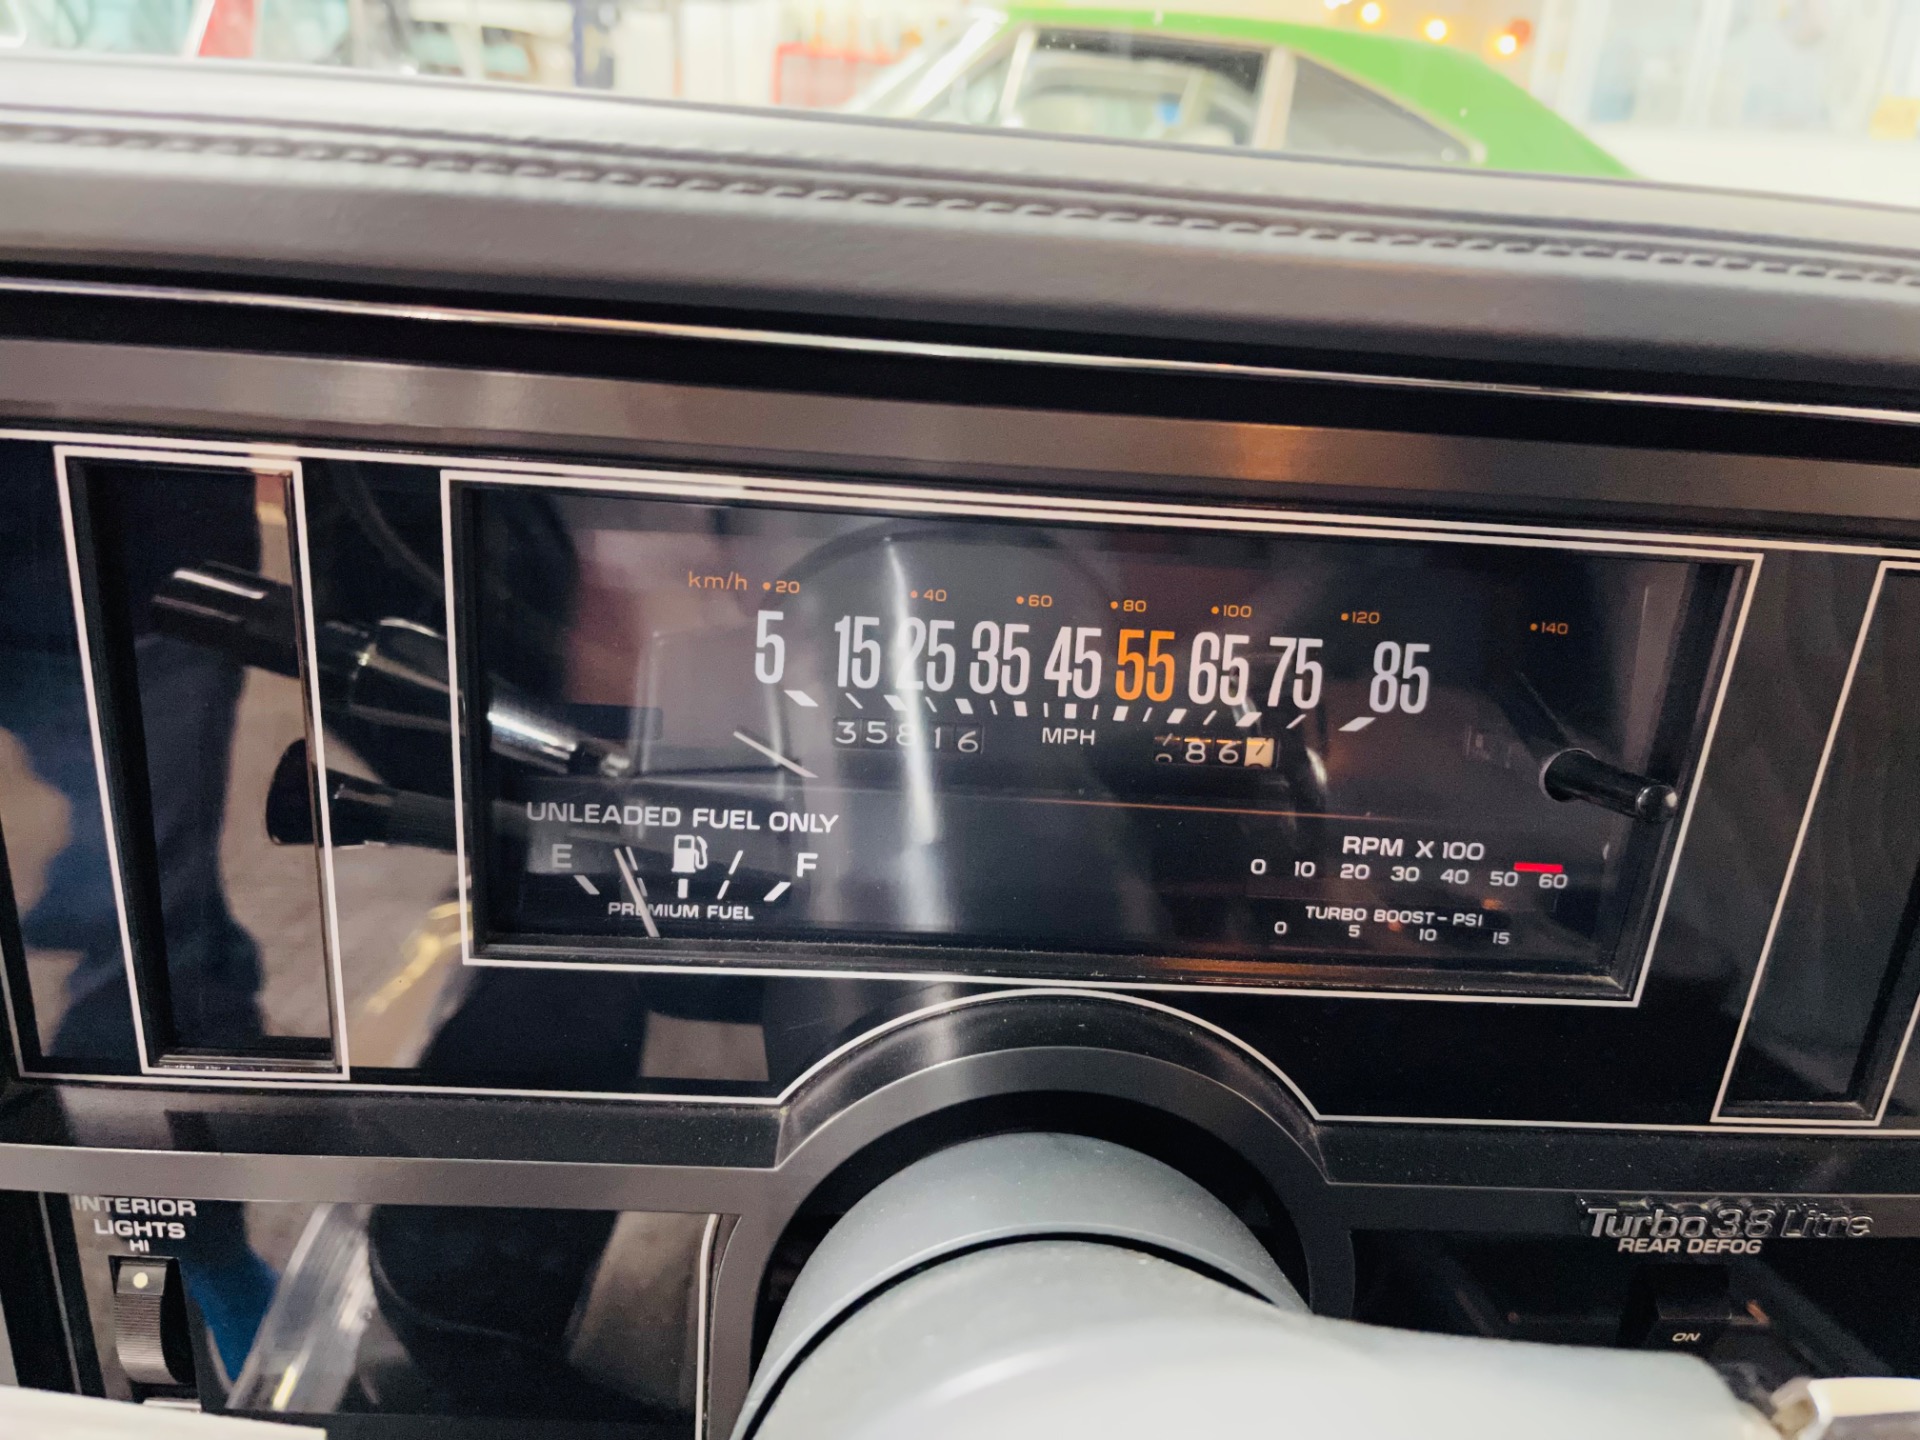 km/h 20 40 60 80 100 120 140
5 15 25 35 45 55 65 75 85
35816 MPH
UNLEADED FUEL ONLY
E F
PREMIUM FUEL
RPM X 100
0 10 20 30 40 50 60
TURBO BOOST - PSI
0 5 10 15
INTERIOR
LIGHTS
HI
Turbo 3.8 Litre
REAR DEFOG
ON